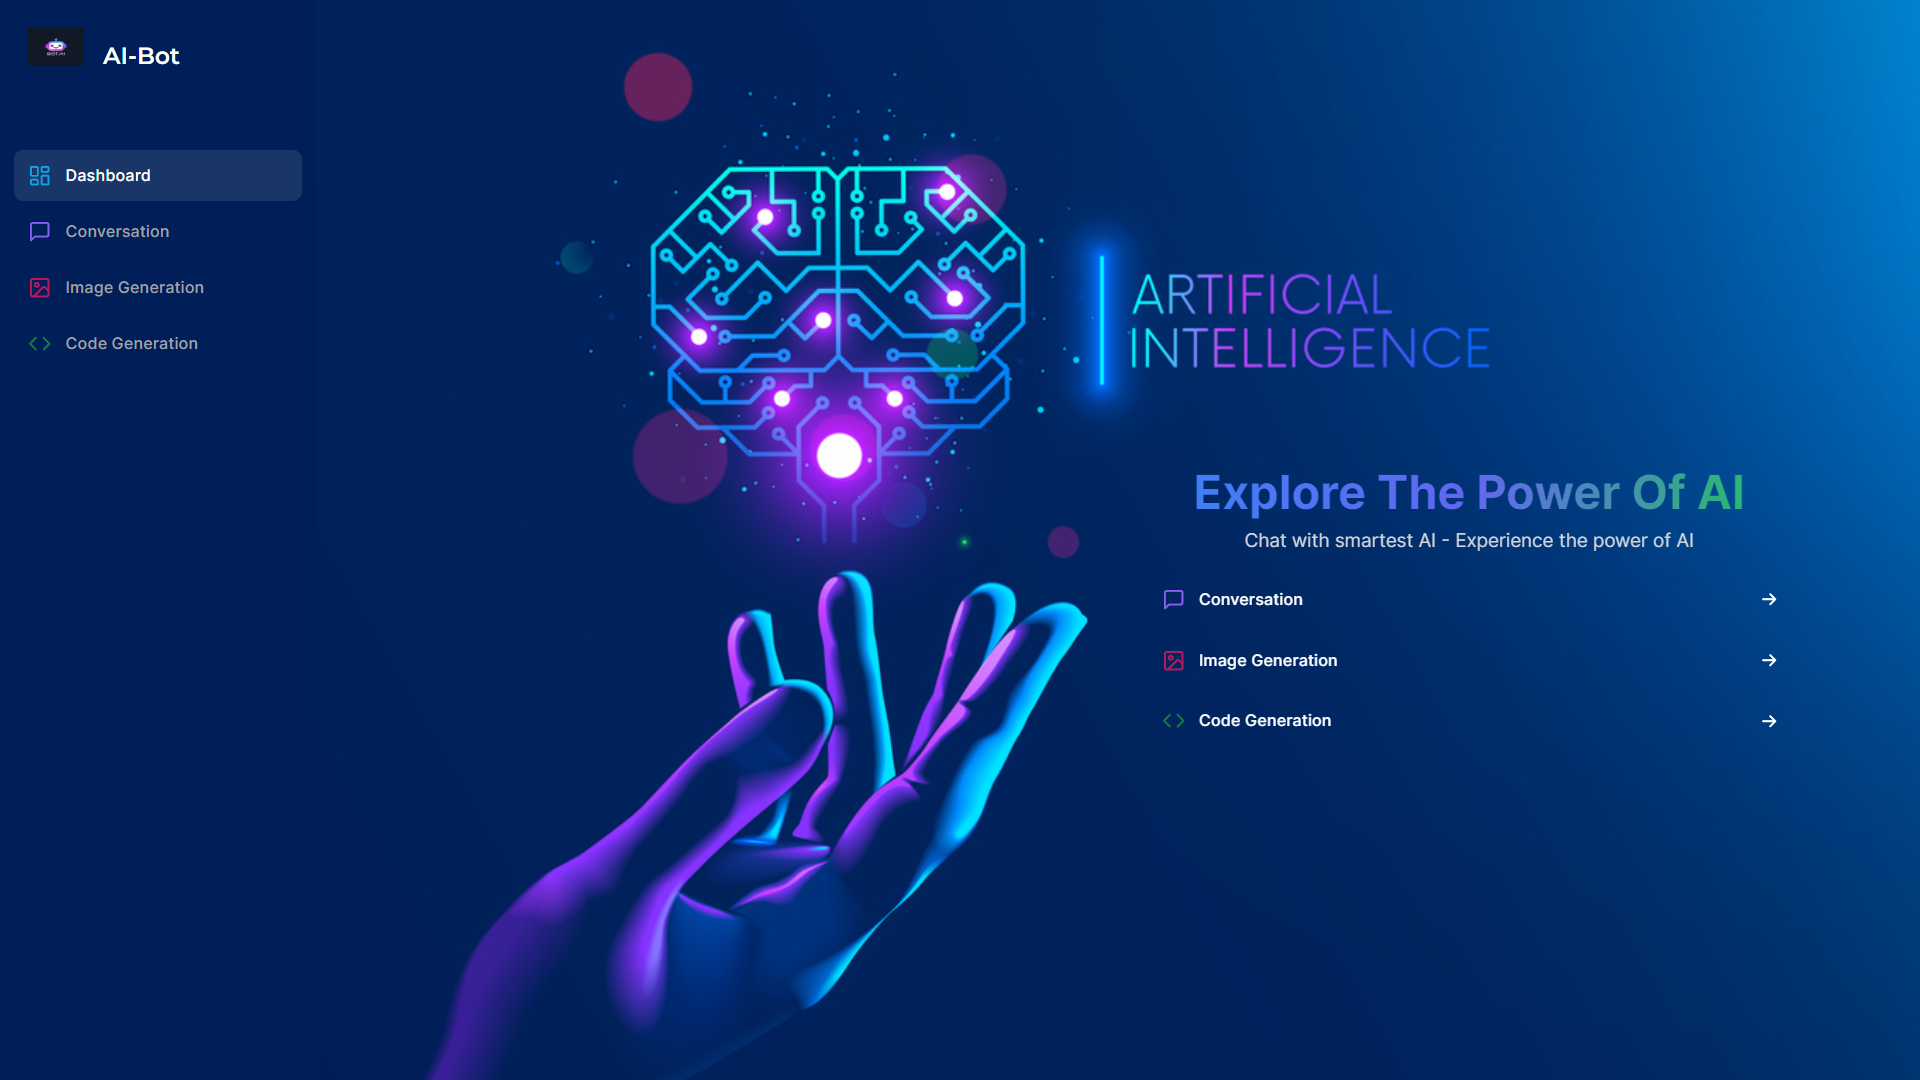 AI-Bot
Dashboard
Conversation
Image Generation
Code Generation
ARTIFICIAL
INTELLIGENCE
Explore The Power Of AI
Chat with smartest AI - Experience the power of AI
Conversation
Image Generation
Code Generation